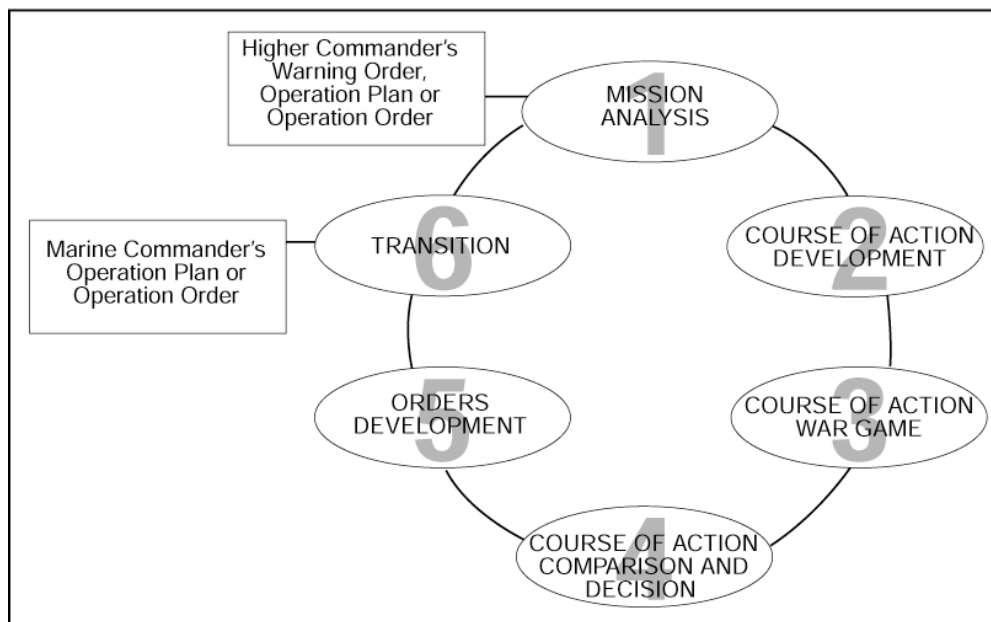 Higher Commander's
Warning Order,
Operation Plan or
Operation Order
1
MISSION
ANALYSIS
2
COURSE OF ACTION
DEVELOPMENT
3
COURSE OF ACTION
WAR GAME
4
COURSE OF ACTION
COMPARISON AND
DECISION
5
ORDERS
DEVELOPMENT
6
TRANSITION
Marine Commander's
Operation Plan or
Operation Order